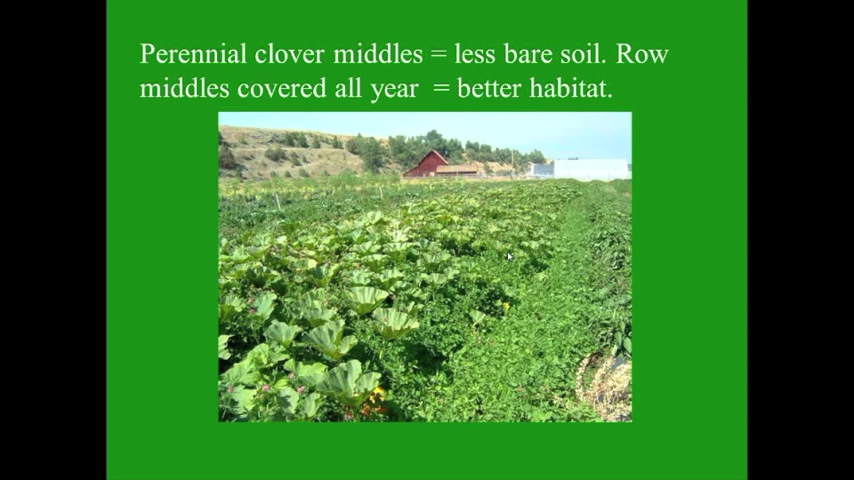 Perennial clover middles = less bare soil. Row
middles covered all year  = better habitat.